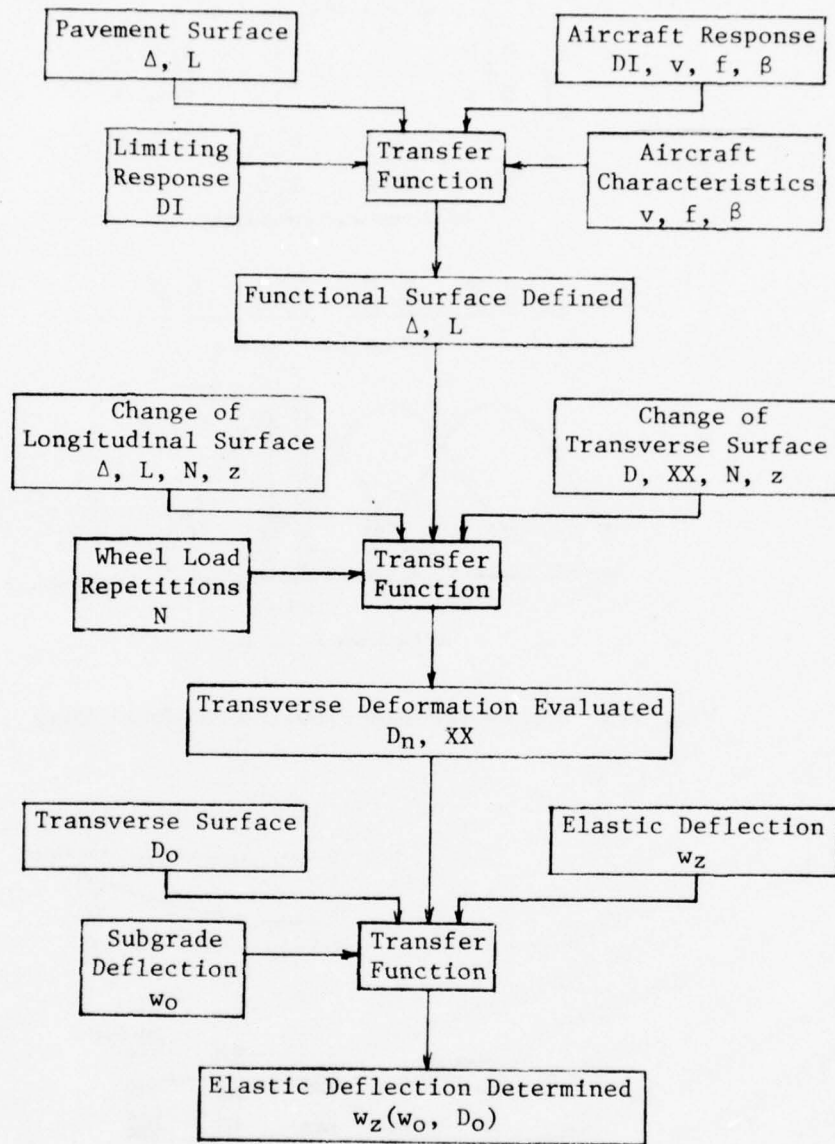 Pavement Surface
Δ, L
Aircraft Response
DI, v, f, β
Limiting
Response
DI
Transfer
Function
Aircraft
Characteristics
v, f, β
Functional Surface Defined
Δ, L
Change of
Longitudinal Surface
Δ, L, N, z
Change of
Transverse Surface
D, XX, N, z
Wheel Load
Repetitions
N
Transfer
Function
Transverse Deformation Evaluated
Dn, XX
Transverse Surface
Do
Elastic Deflection
wz
Subgrade
Deflection
wo
Transfer
Function
Elastic Deflection Determined
wz(wo, Do)